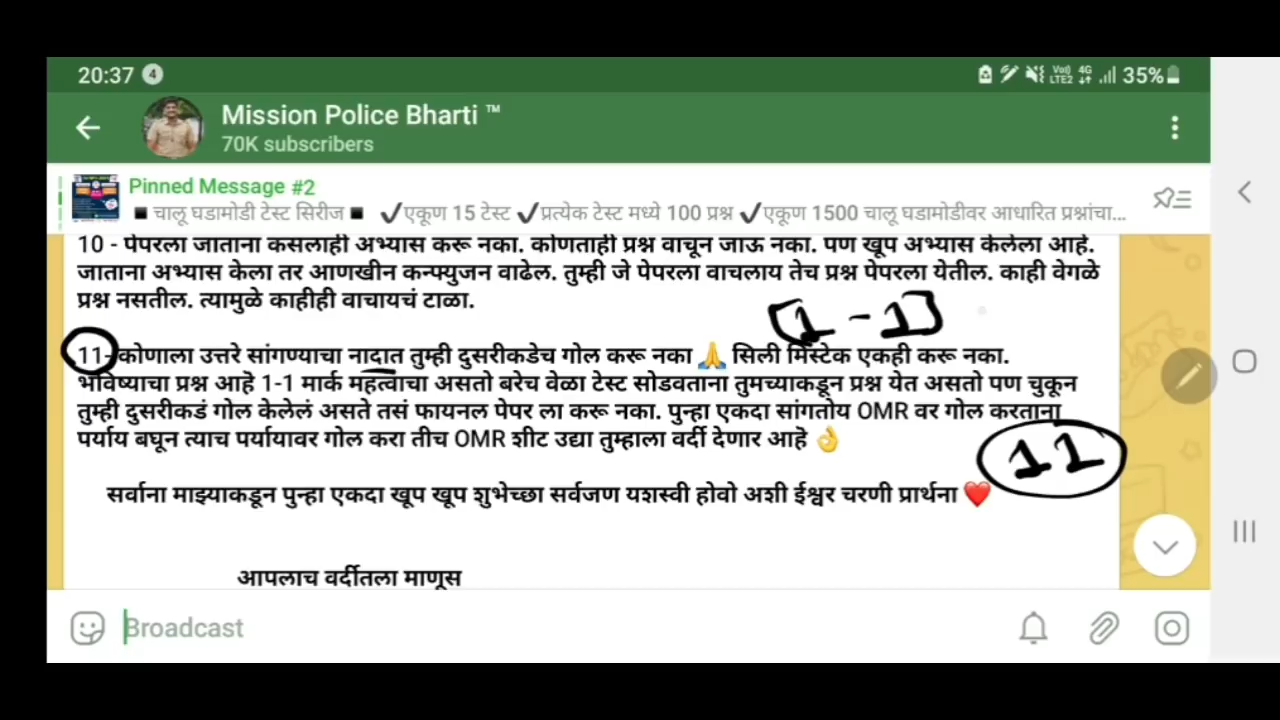 20:37 4 Vo) LTE2 4G 35%
Mission Police Bharti ™
70K subscribers
Pinned Message #2
▪️चालू घडामोडी टेस्ट सिरीज▪️ ✔️एकूण 15 टेस्ट ✔️प्रत्येक टेस्ट मध्ये 100 प्रश्न ✔️एकूण 1500 चालू घडामोडीवर आधारित प्रश्नांचा...
10 - पेपरला जाताना कसलाही अभ्यास करू नका. कोणताही प्रश्न वाचून जाऊ नका. पण खूप अभ्यास केलेला आहे.
जाताना अभ्यास केला तर आणखीन कन्फ्युजन वाढेल. तुम्ही जे पेपरला वाचलाय तेच प्रश्न पेपरला येतील. काही वेगळे
प्रश्न नसतील. त्यामुळे काहीही वाचायचं टाळा.
[1 - 1]
11- कोणाला उत्तरे सांगण्याचा नादात तुम्ही दुसरीकडेच गोल करू नका 🙏 सिली मिस्टेक एकही करू नका.
भविष्याचा प्रश्न आहे 1-1 मार्क महत्वाचा असतो बरेच वेळा टेस्ट सोडवताना तुमच्याकडून प्रश्न येत असतो पण चुकून
तुम्ही दुसरीकडं गोल केलेलं असते तसं फायनल पेपर ला करू नका. पुन्हा एकदा सांगतोय OMR वर गोल करताना
पर्याय बघून त्याच पर्यायावर गोल करा तीच OMR शीट उद्या तुम्हाला वर्दी देणार आहे 👌
11
सर्वाना माझ्याकडून पुन्हा एकदा खूप खूप शुभेच्छा सर्वजण यशस्वी होवो अशी ईश्वर चरणी प्रार्थना ❤️
आपलाच वर्दीतला माणूस
Broadcast